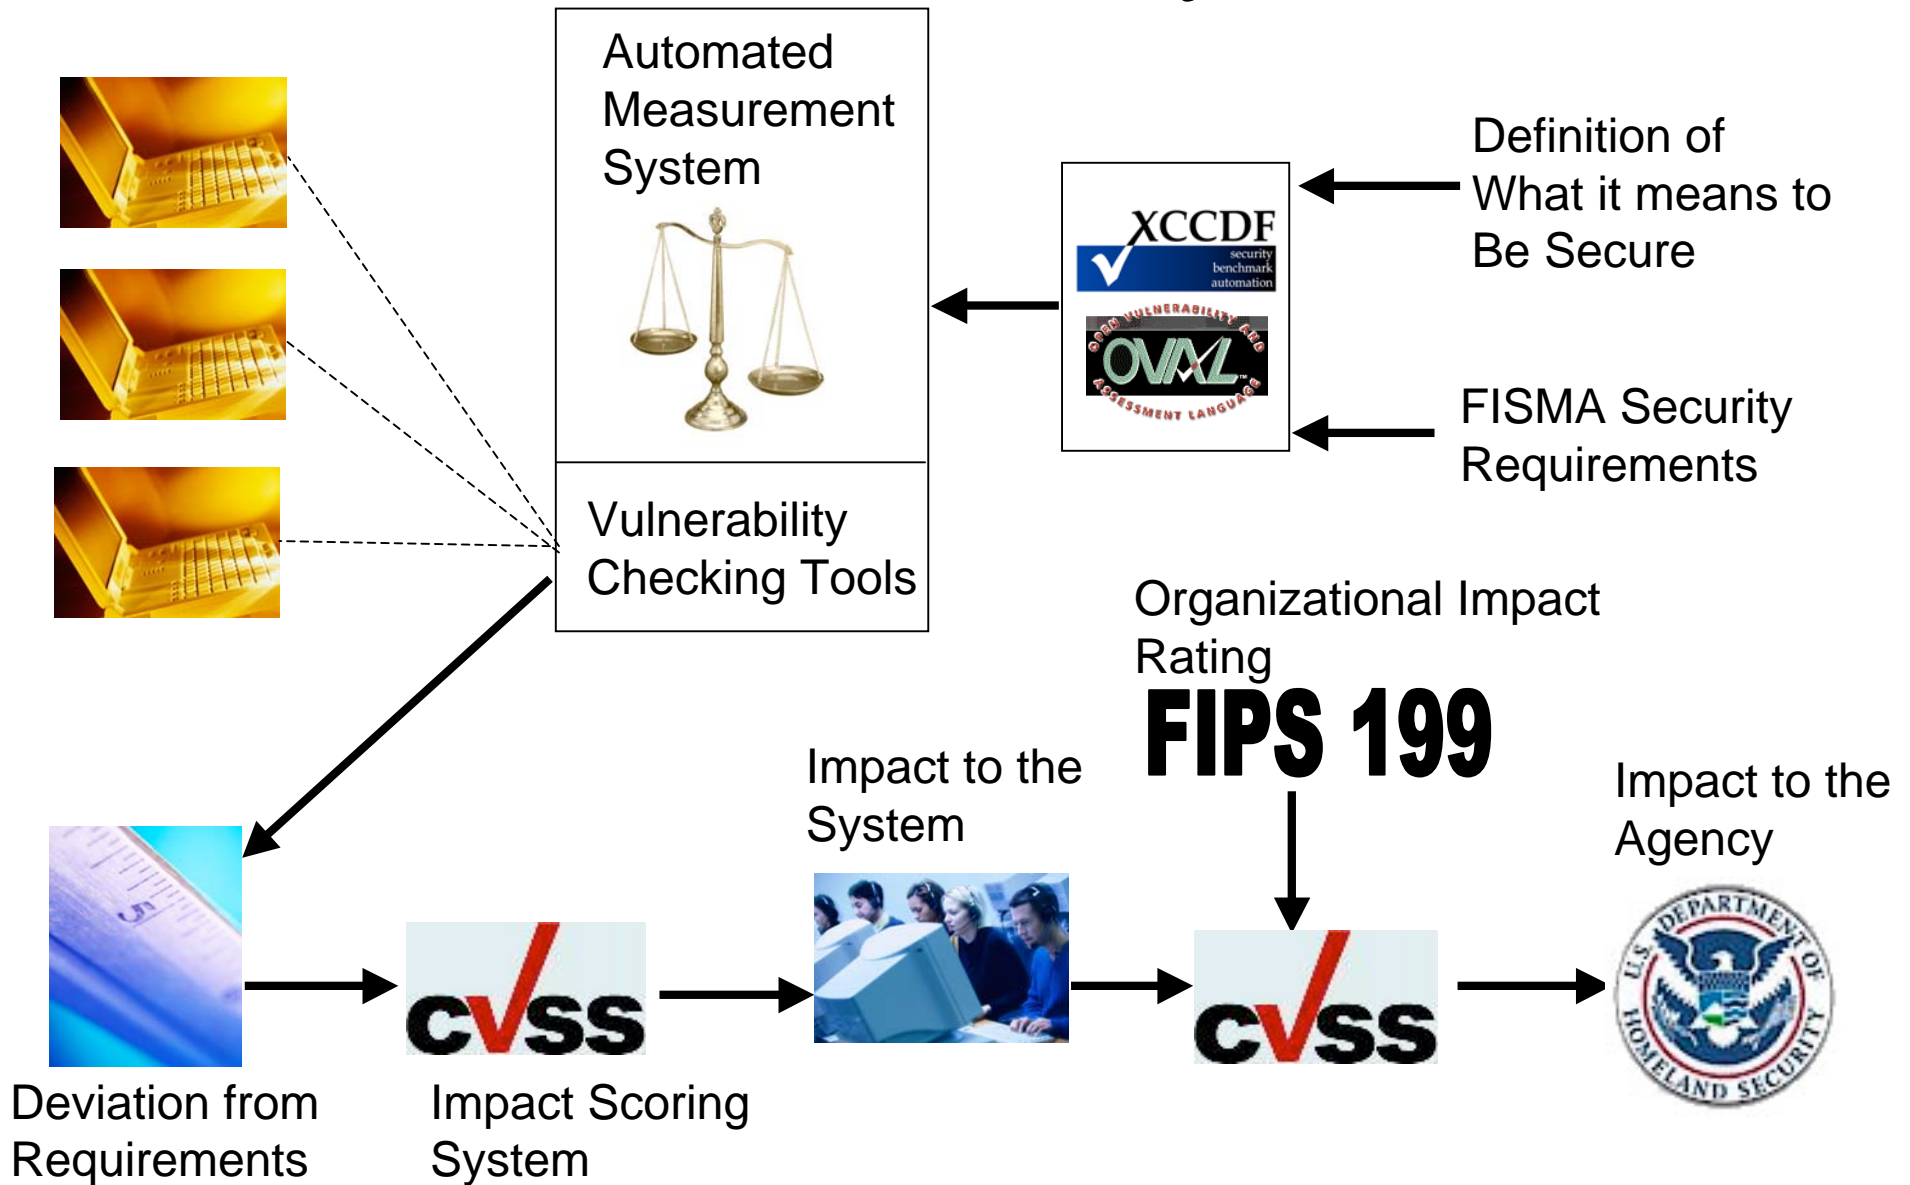 Automated
Measurement
System
Vulnerability
Checking Tools
XCCDF
security
benchmark
automation
OPEN VULNERABILITY AND
OVAL
ASSESSMENT LANGUAGE
Definition of
What it means to
Be Secure
FISMA Security
Requirements
Organizational Impact
Rating
FIPS 199
Impact to the
System
Impact to the
Agency
5
CVSS
CVSS
U.S. DEPARTMENT OF
HOMELAND SECURITY
Deviation from
Requirements
Impact Scoring
System